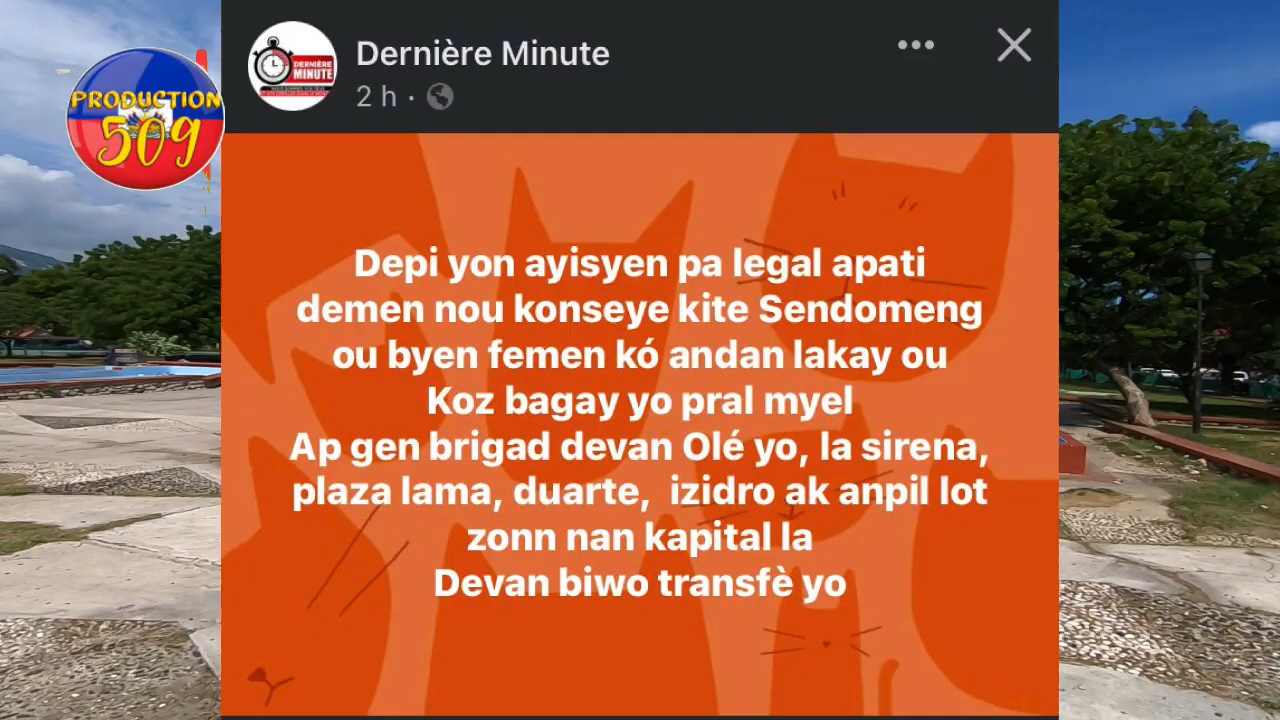 PRODUCTION
509
DERNIÈRE
MINUTE
Dernière Minute
2 h ·
Depi yon ayisyen pa legal apati
demen nou konseye kite Sendomeng
ou byen femen kó andan lakay ou
Koz bagay yo pral myel
Ap gen brigad devan Olé yo, la sirena,
plaza lama, duarte,  izidro ak anpil lot
zonn nan kapital la
Devan biwo transfè yo